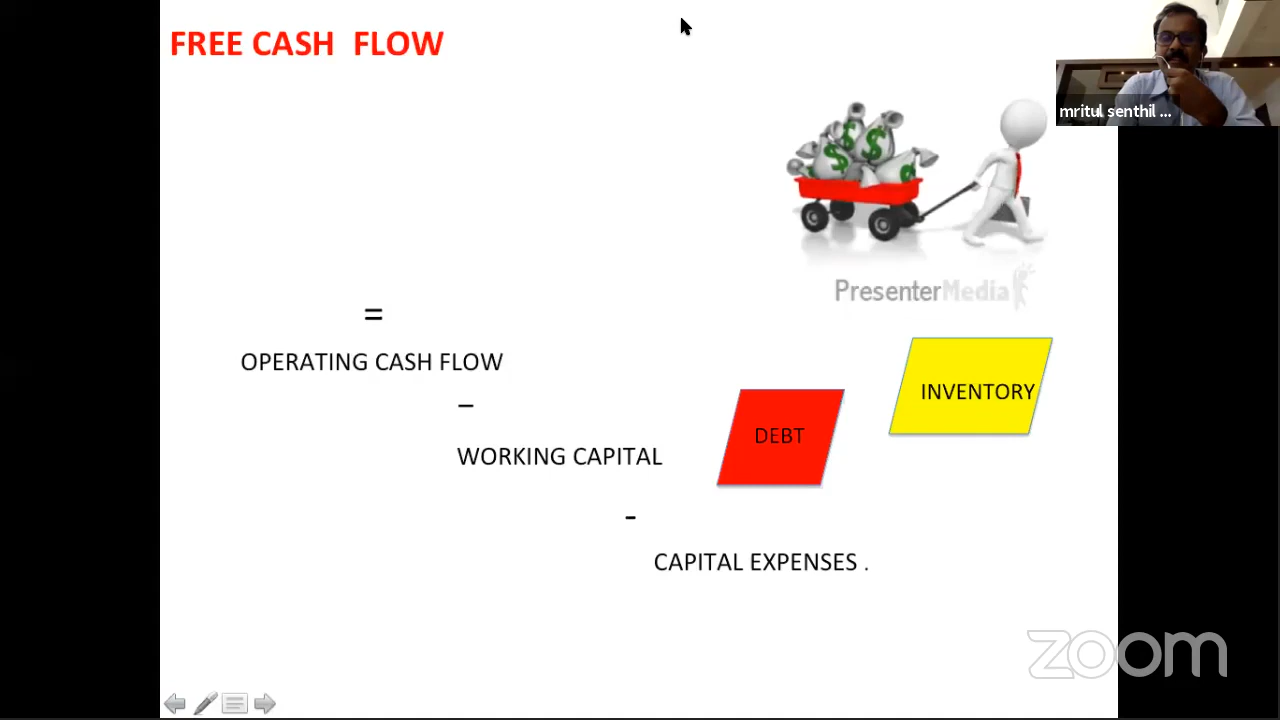 FREE CASH FLOW
mritul senthil ...
$ $
$
PresenterMedia
=
OPERATING CASH FLOW
–
INVENTORY
DEBT
WORKING CAPITAL
-
CAPITAL EXPENSES .
zoom